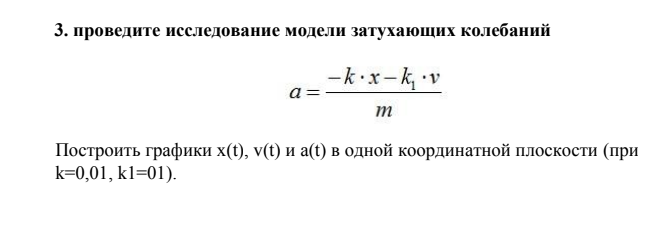 3. проведите исследование модели затухающих колебаний
a = (−k · x − k₁ · v) / m
Построить графики x(t), v(t) и a(t) в одной координатной плоскости (при
k=0,01, k1=01).